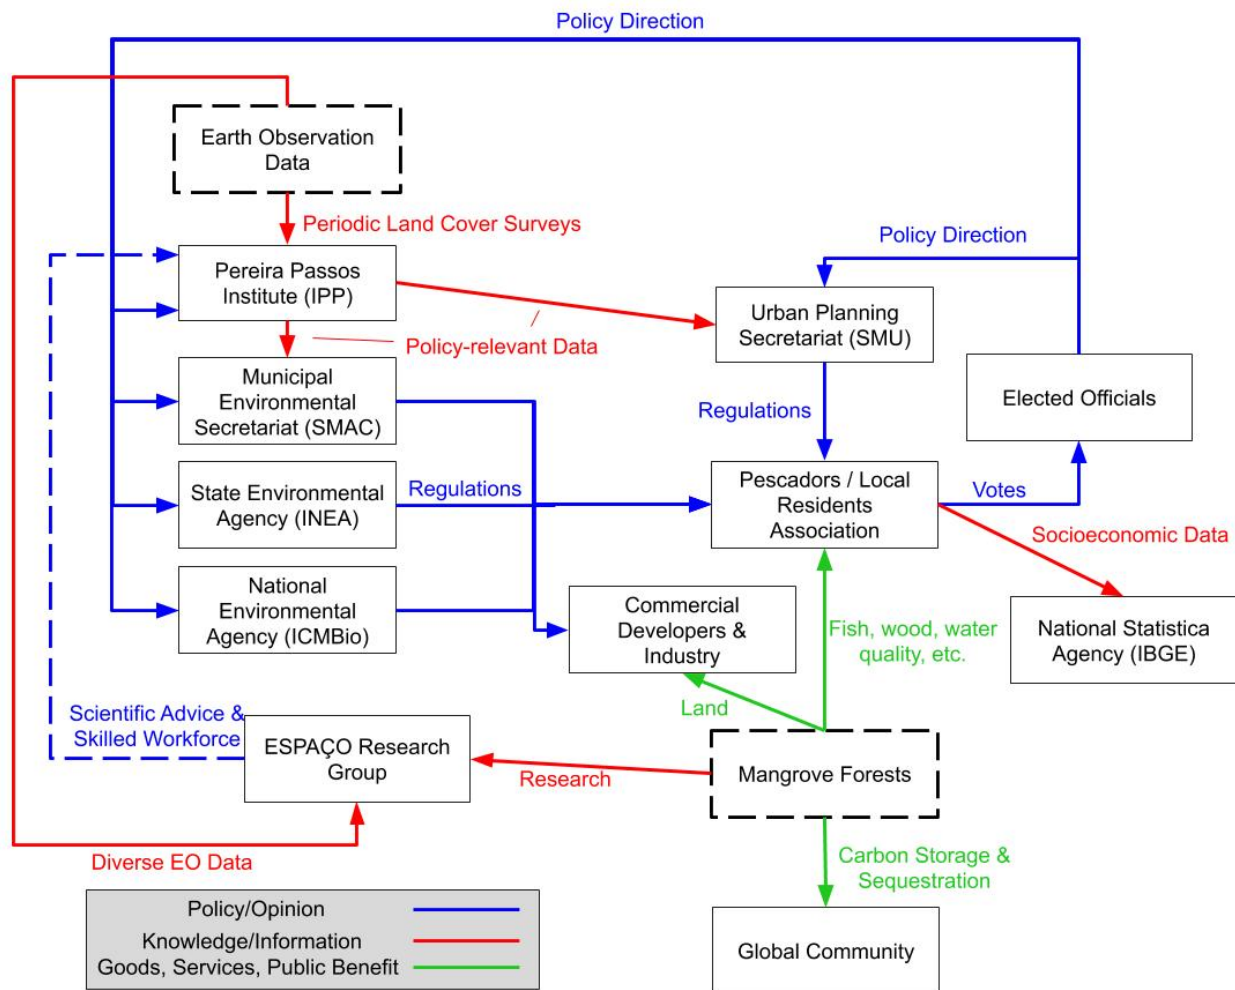 Policy Direction
Earth Observation
Data
Periodic Land Cover Surveys
Policy Direction
Pereira Passos
Institute (IPP)
Urban Planning
Secretariat (SMU)
Policy-relevant Data
Municipal
Environmental
Secretariat (SMAC)
Elected Officials
Regulations
State Environmental
Agency (INEA)
Regulations
Pescadors / Local
Residents
Association
Votes
Socioeconomic Data
National
Environmental
Agency (ICMBio)
Commercial
Developers &
Industry
Fish, wood, water
quality, etc.
National Statistica
Agency (IBGE)
Land
Scientific Advice &
Skilled Workforce
ESPAÇO Research
Group
Research
Mangrove Forests
Diverse EO Data
Carbon Storage &
Sequestration
Policy/Opinion
Knowledge/Information
Goods, Services, Public Benefit
Global Community